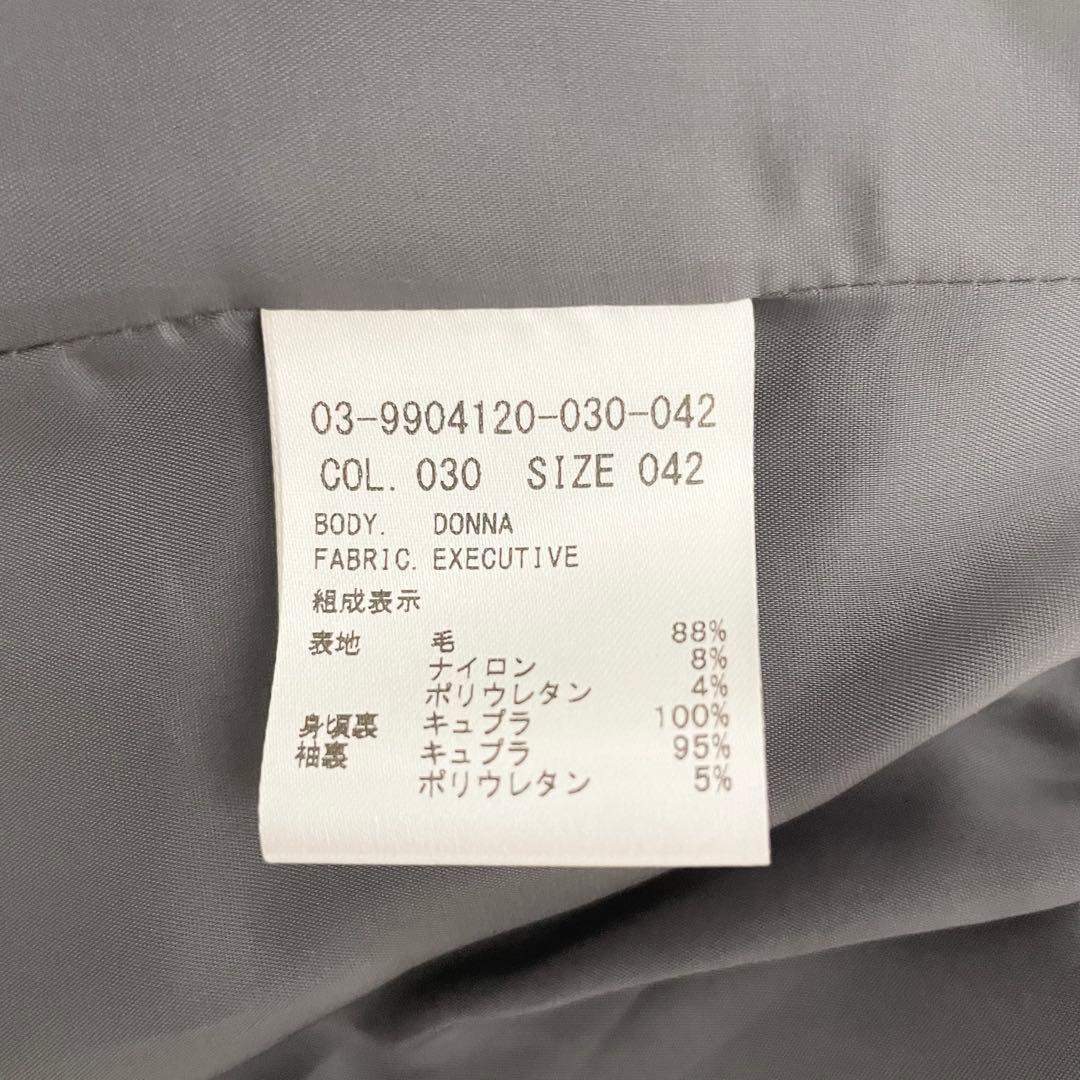 03-9904120-030-042
COL. 030 SIZE 042
BODY. DONNA
FABRIC. EXECUTIVE
組成表示
表地 毛 88%
ナイロン 8%
ポリウレタン 4%
身頃裏 キュプラ 100%
袖裏 キュプラ 95%
ポリウレタン 5%